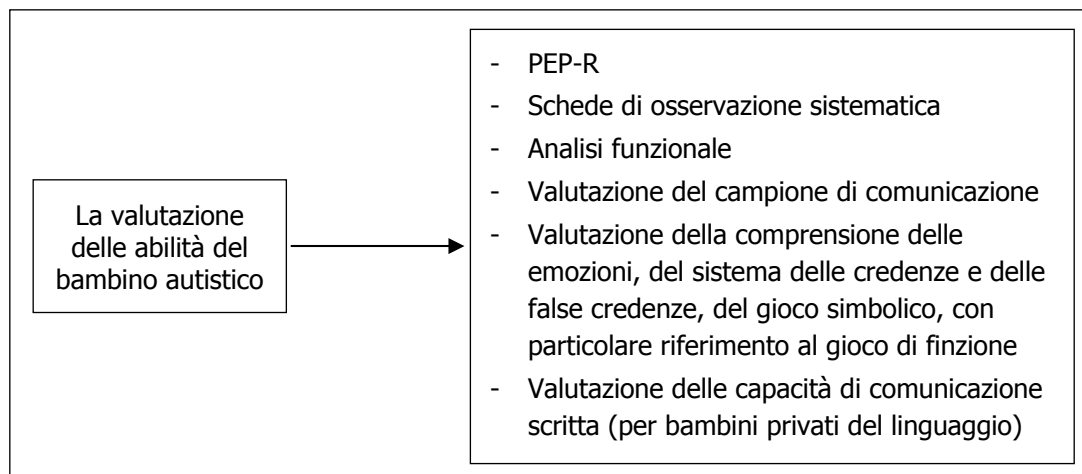 La valutazione
delle abilità del
bambino autistico
- PEP-R
- Schede di osservazione sistematica
- Analisi funzionale
- Valutazione del campione di comunicazione
- Valutazione della comprensione delle
emozioni, del sistema delle credenze e delle
false credenze, del gioco simbolico, con
particolare riferimento al gioco di finzione
- Valutazione delle capacità di comunicazione
scritta (per bambini privati del linguaggio)